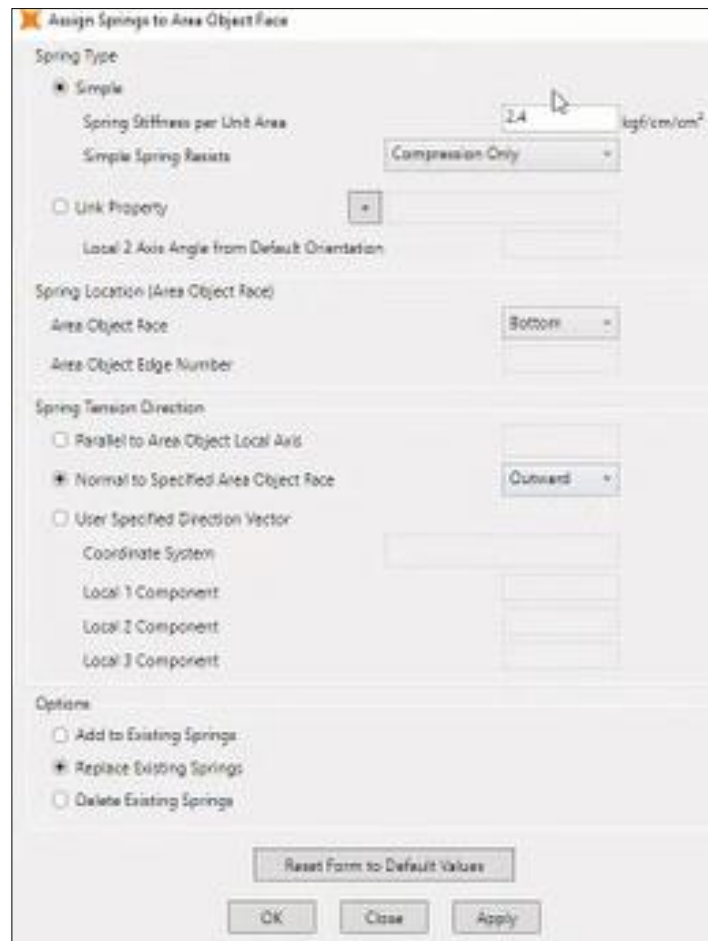 Assign Springs to Area Object Face
Spring Type
Simple
Spring Stiffness per Unit Area 2.4 kgf/cm/cm²
Simple Spring Resists Compression Only
Link Property +
Local 2 Axis Angle from Default Orientation
Spring Location (Area Object Face)
Area Object Face Bottom
Area Object Edge Number
Spring Tension Direction
Parallel to Area Object Local Axis
Normal to Specified Area Object Face Outward
User Specified Direction Vector
Coordinate System
Local 1 Component
Local 2 Component
Local 3 Component
Options
Add to Existing Springs
Replace Existing Springs
Delete Existing Springs
Reset Form to Default Values
OK Close Apply